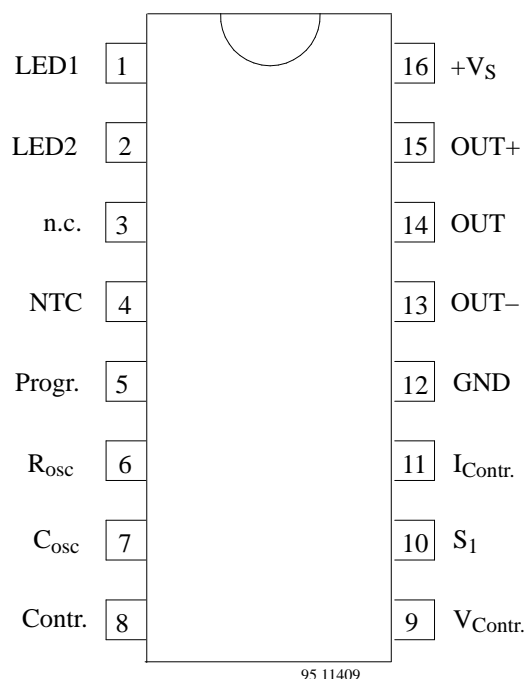 LED1 1 16 +VS
LED2 2 15 OUT+
n.c. 3 14 OUT
NTC 4 13 OUT–
Progr. 5 12 GND
Rosc 6 11 IContr.
Cosc 7 10 S1
Contr. 8 9 VContr.
95 11409